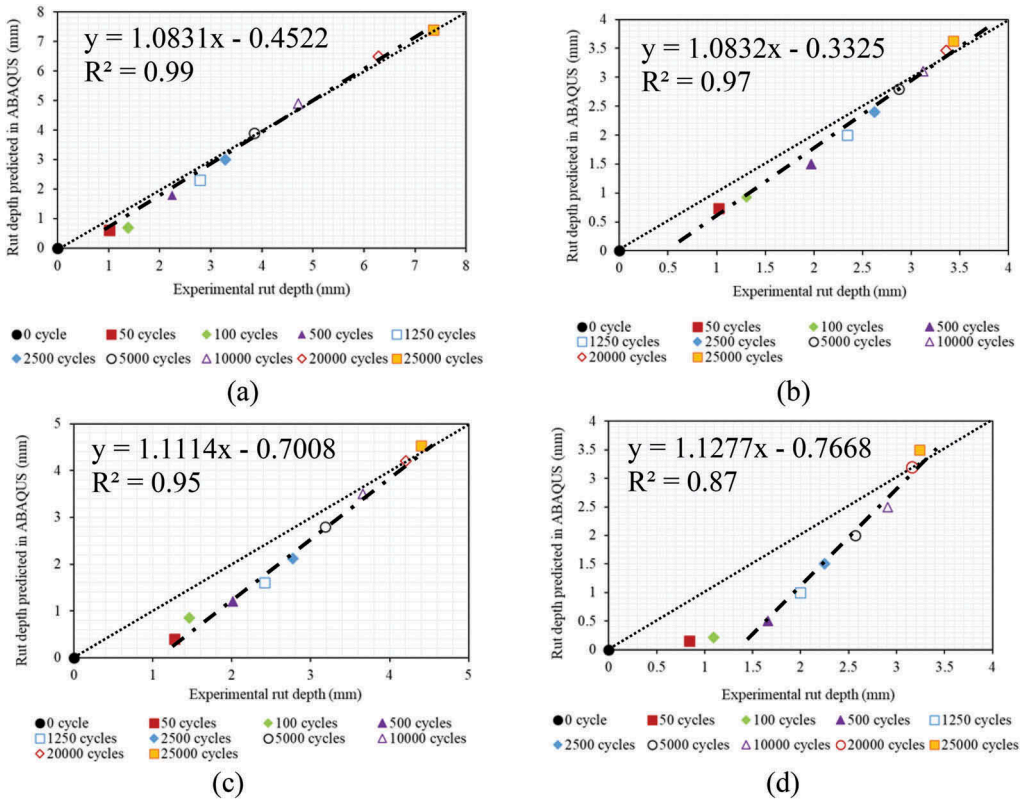 y = 1.0831x - 0.4522
R² = 0.99
Rut depth predicted in ABAQUS (mm)
8
7
6
5
4
3
2
1
0
0 1 2 3 4 5 6 7 8
Experimental rut depth (mm)
0 cycle 50 cycles 100 cycles 500 cycles 1250 cycles
2500 cycles 5000 cycles 10000 cycles 20000 cycles 25000 cycles
(a)
y = 1.0832x - 0.3325
R² = 0.97
Rut depth predicted in ABAQUS (mm)
4
3.5
3
2.5
2
1.5
1
0.5
0
0 0.5 1 1.5 2 2.5 3 3.5 4
Experimental rut depth (mm)
0 cycle 50 cycles 100 cycles 500 cycles
1250 cycles 2500 cycles 5000 cycles 10000 cycles
20000 cycles 25000 cycles
(b)
y = 1.1114x - 0.7008
R² = 0.95
Rut depth predicted in ABAQUS (mm)
5
4
3
2
1
0
0 1 2 3 4 5
Experimental rut depth (mm)
0 cycle 50 cycles 100 cycles 500 cycles
1250 cycles 2500 cycles 5000 cycles 10000 cycles
20000 cycles 25000 cycles
(c)
y = 1.1277x - 0.7668
R² = 0.87
Rut depth predicted in ABAQUS (mm)
4
3.5
3
2.5
2
1.5
1
0.5
0
0 0.5 1 1.5 2 2.5 3 3.5 4
Experimental rut depth (mm)
0 cycle 50 cycles 100 cycles 500 cycles 1250 cycles
2500 cycles 5000 cycles 10000 cycles 20000 cycles 25000 cycles
(d)